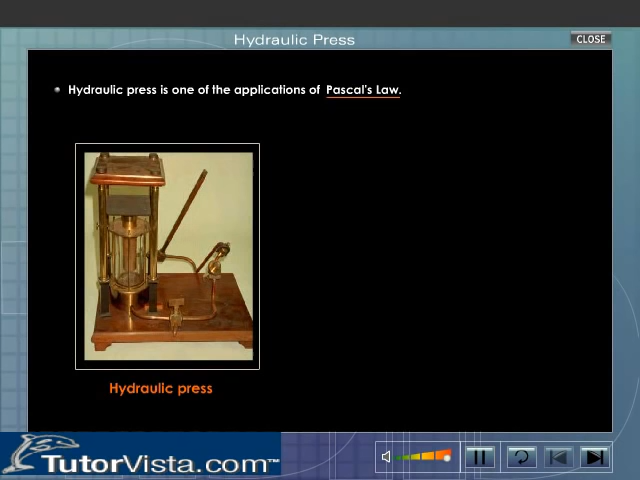 Hydraulic Press
CLOSE
Hydraulic press is one of the applications of Pascal's Law.
Hydraulic press
TutorVista.com™